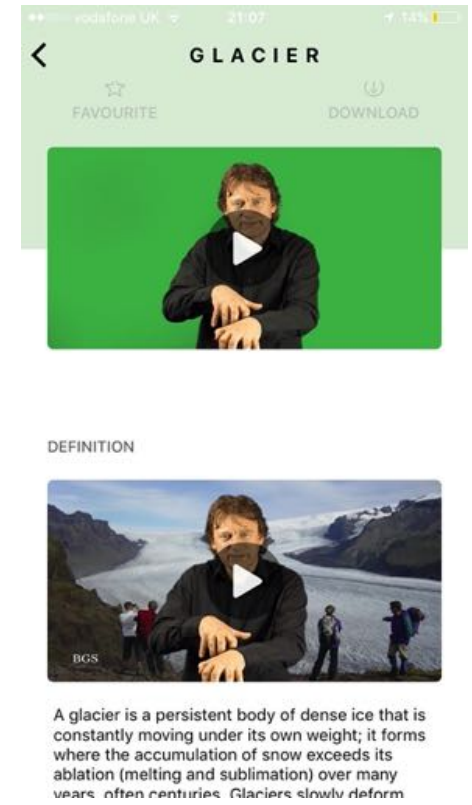 vodafone UK 21:07 14%
GLACIER
FAVOURITE DOWNLOAD
DEFINITION
BGS
A glacier is a persistent body of dense ice that is
constantly moving under its own weight; it forms
where the accumulation of snow exceeds its
ablation (melting and sublimation) over many
years, often centuries. Glaciers slowly deform